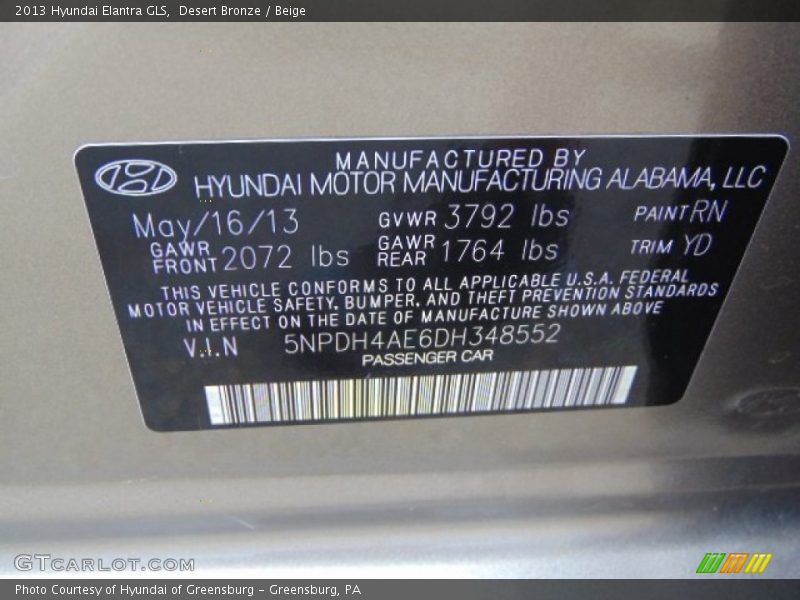 2013 Hyundai Elantra GLS,  Desert Bronze / Beige
MANUFACTURED BY
HYUNDAI MOTOR MANUFACTURING ALABAMA, LLC
May/16/13 GVWR 3792 lbs PAINT RN
GAWR FRONT 2072 lbs GAWR REAR 1764 lbs TRIM YD
THIS VEHICLE CONFORMS TO ALL APPLICABLE U.S.A. FEDERAL
MOTOR VEHICLE SAFETY, BUMPER, AND THEFT PREVENTION STANDARDS
IN EFFECT ON THE DATE OF MANUFACTURE SHOWN ABOVE
V.I.N 5NPDH4AE6DH348552
PASSENGER CAR
GTCARLOT.COM
Photo Courtesy of Hyundai of Greensburg - Greensburg, PA